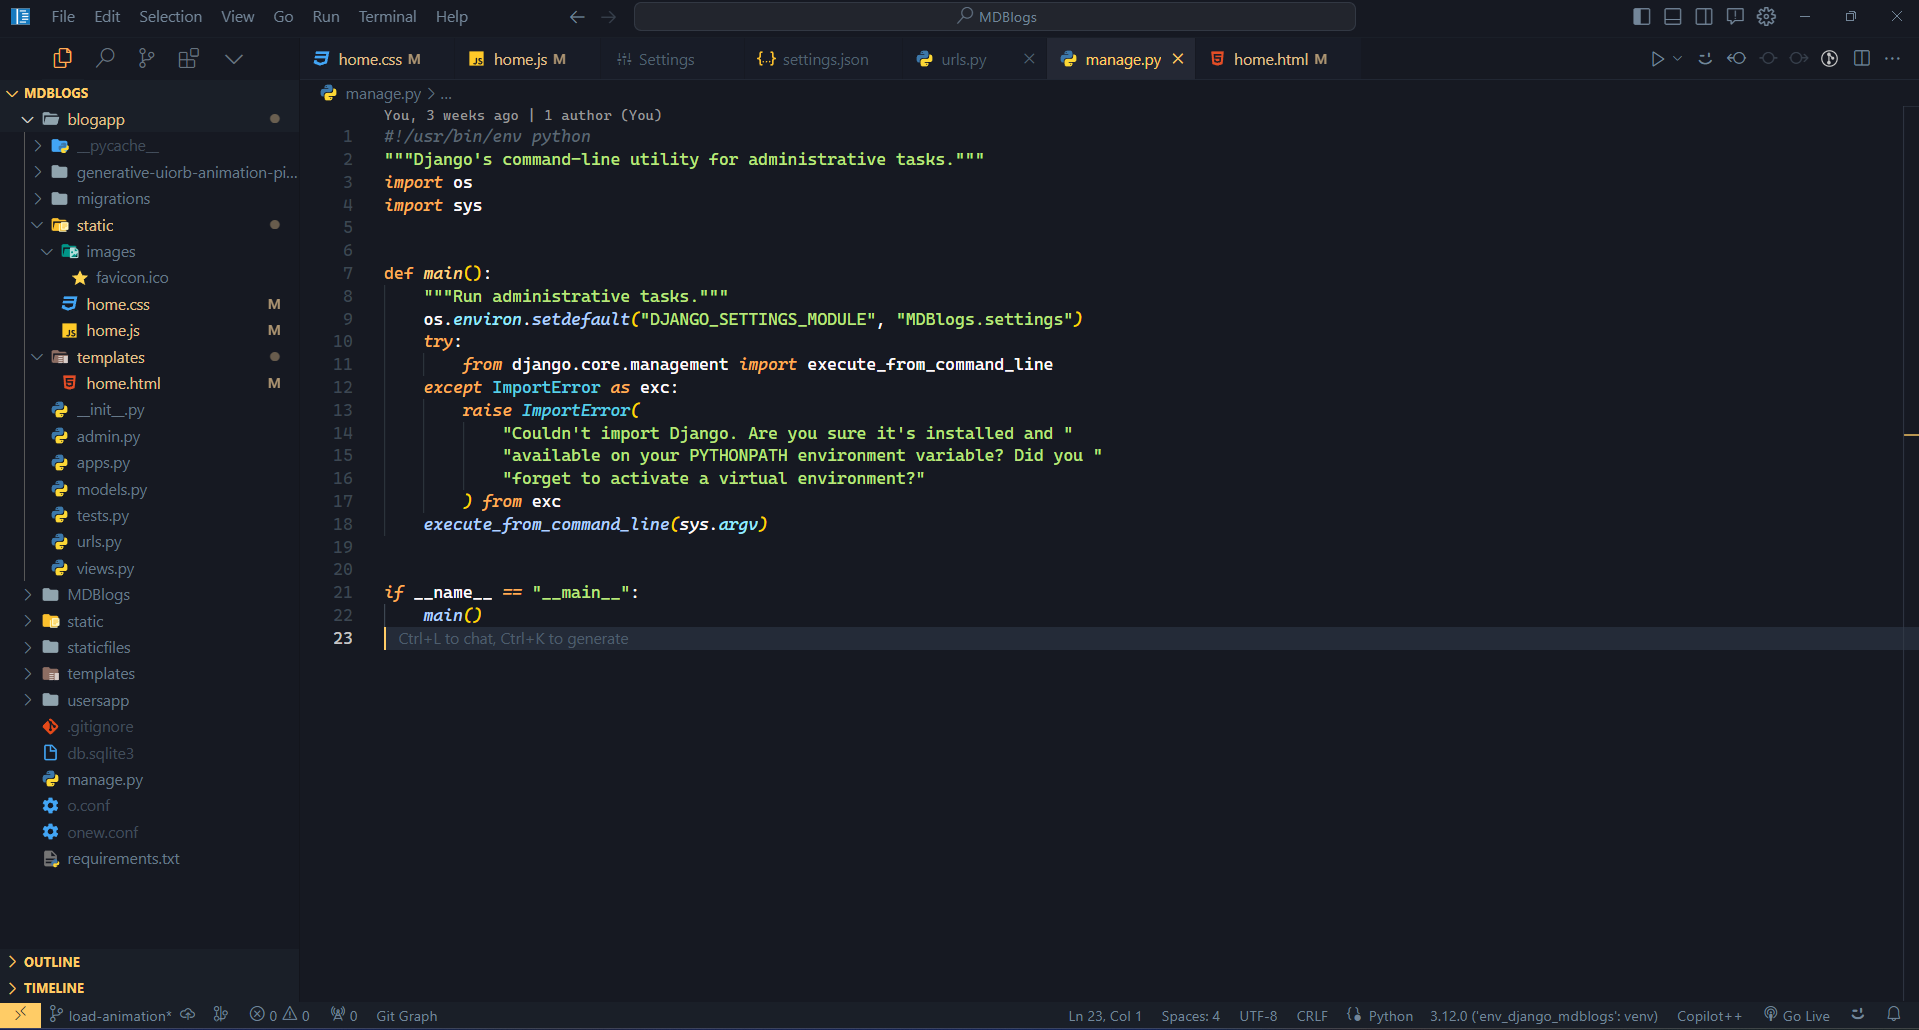 File Edit Selection View Go Run Terminal Help
MDBlogs
home.css M
home.js M
Settings
settings.json
urls.py
manage.py
home.html M
MDBLOGS
blogapp
__pycache__
generative-uiorb-animation-pi...
migrations
static
images
favicon.ico
home.css M
home.js M
templates
home.html M
__init__.py
admin.py
apps.py
models.py
tests.py
urls.py
views.py
MDBlogs
static
staticfiles
templates
usersapp
.gitignore
db.sqlite3
manage.py
o.conf
onew.conf
requirements.txt
OUTLINE
TIMELINE
manage.py > ...
You, 3 weeks ago | 1 author (You)
1 #!/usr/bin/env python
2 """Django's command-line utility for administrative tasks."""
3 import os
4 import sys
5
6
7 def main():
8     """Run administrative tasks."""
9     os.environ.setdefault("DJANGO_SETTINGS_MODULE", "MDBlogs.settings")
10     try:
11         from django.core.management import execute_from_command_line
12     except ImportError as exc:
13         raise ImportError(
14             "Couldn't import Django. Are you sure it's installed and "
15             "available on your PYTHONPATH environment variable? Did you "
16             "forget to activate a virtual environment?"
17         ) from exc
18     execute_from_command_line(sys.argv)
19
20
21 if __name__ == "__main__":
22     main()
23 Ctrl+L to chat, Ctrl+K to generate
load-animation* 0 0 0 Git Graph Ln 23, Col 1 Spaces: 4 UTF-8 CRLF Python 3.12.0 ('env_django_mdblogs': venv) Copilot++ Go Live